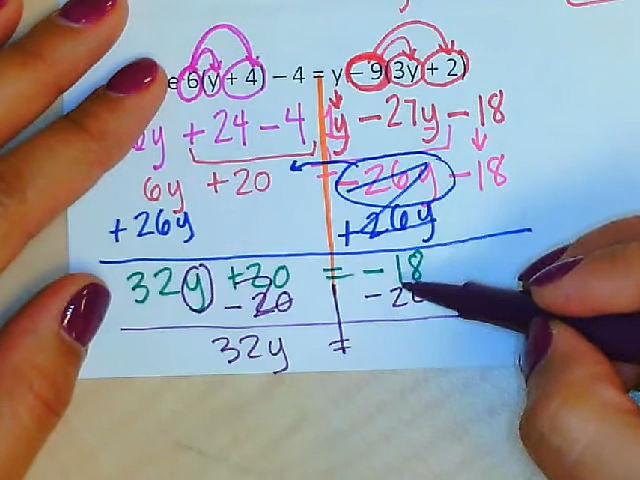 e 6(y + 4) − 4 = y − 9(3y + 2)
6y + 24 − 4 1y − 27y − 18
6y + 20 = − 26y − 18
+ 26y + 26y
32y + 20 = − 18
− 20 − 20
32y =